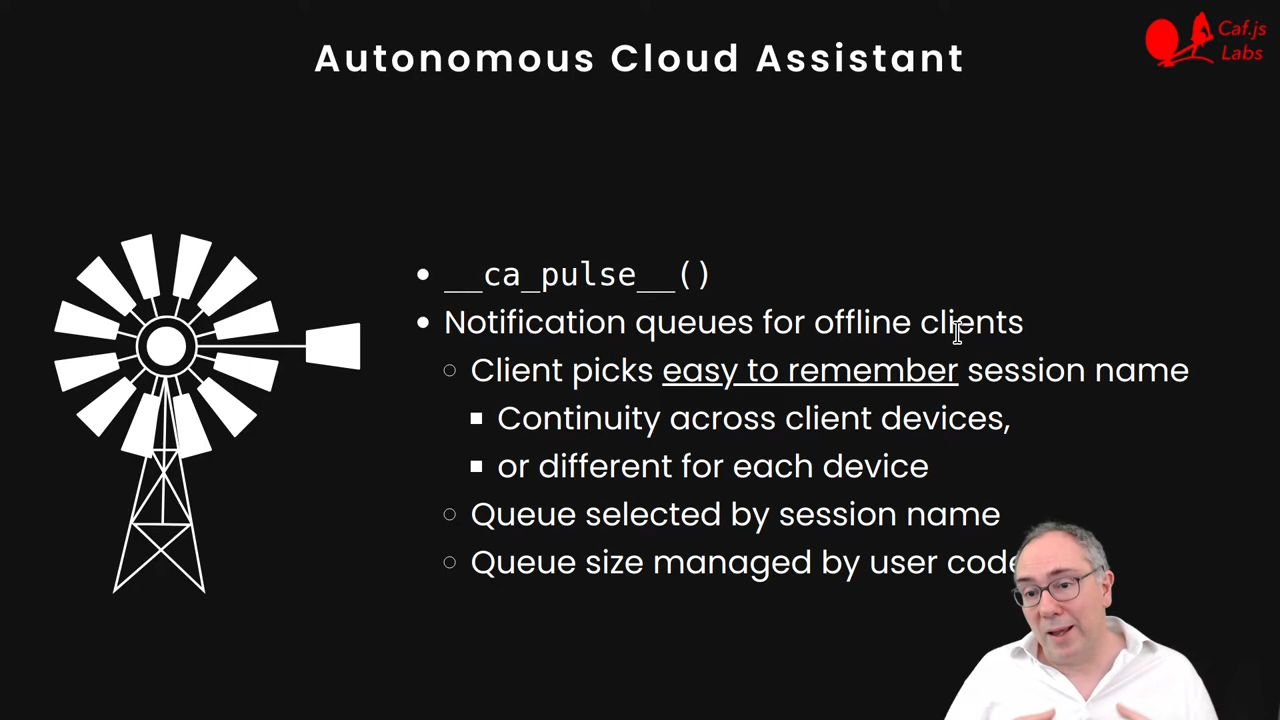 Autonomous Cloud Assistant
Caf.js
Labs
__ca_pulse__()
Notification queues for offline clients
Client picks easy to remember session name
Continuity across client devices,
or different for each device
Queue selected by session name
Queue size managed by user code